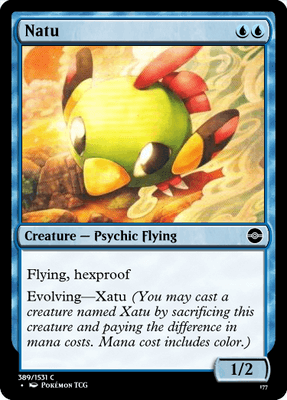 Natu
Creature — Psychic Flying
Flying, hexproof
Evolving—Xatu (You may cast a
creature named Xatu by sacrificing this
creature and paying the difference in
mana costs. Mana cost includes color.)
389/1531 C
• Pokémon TCG
177
1/2